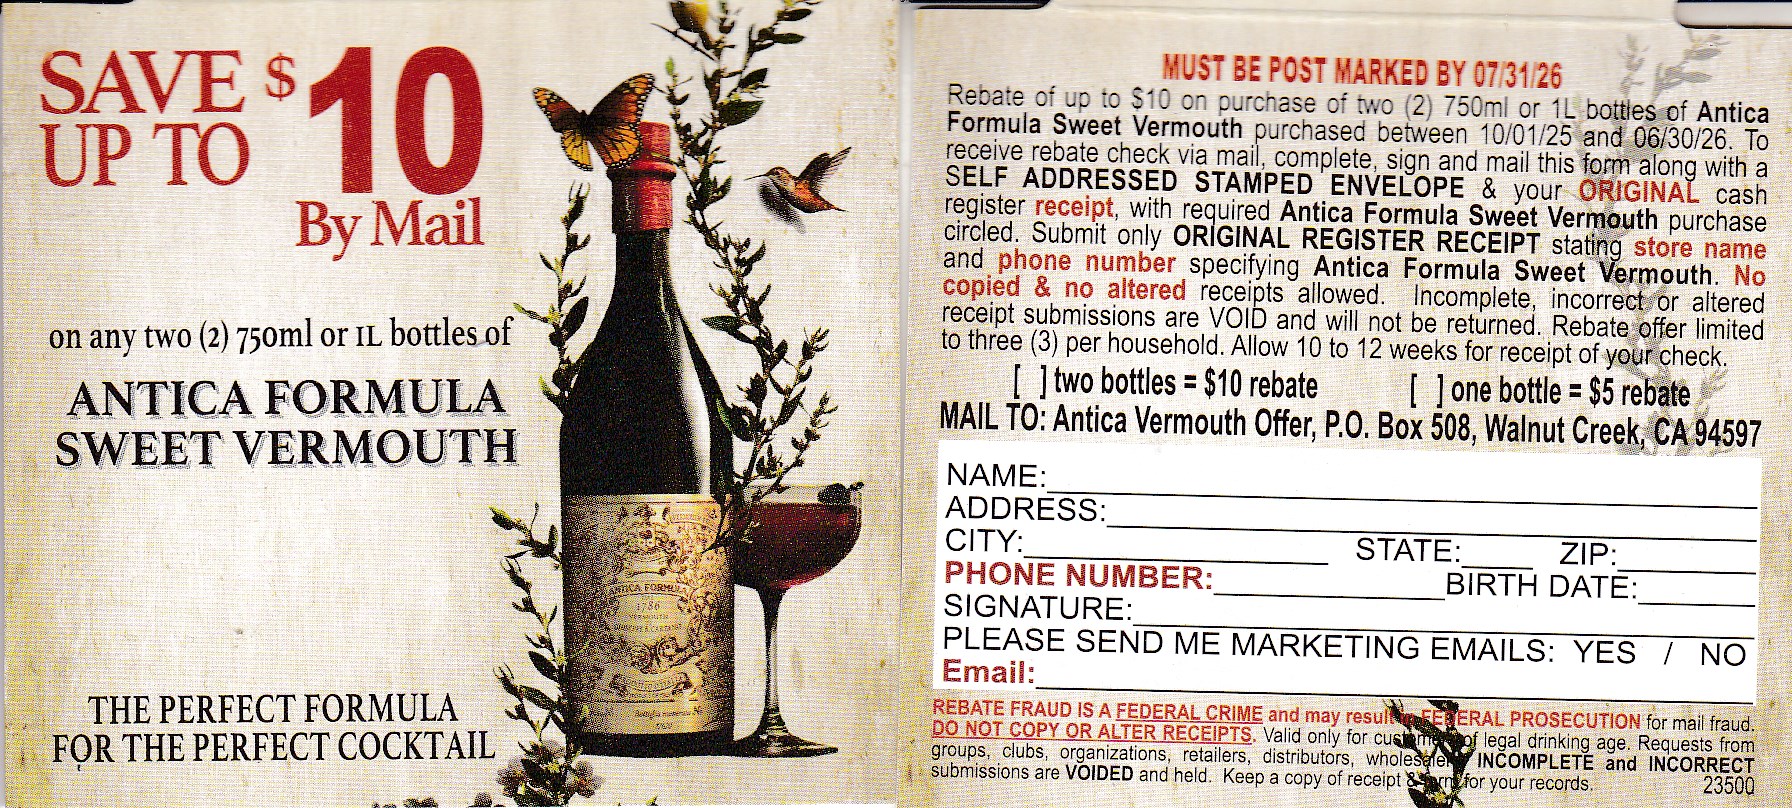 SAVE $10
UP TO
By Mail
on any two (2) 750ml or 1L bottles of
ANTICA FORMULA
SWEET VERMOUTH
ANTICA FORMULA
1786
VERMOUTH
THE PERFECT FORMULA
FOR THE PERFECT COCKTAIL
MUST BE POST MARKED BY 07/31/26
Rebate of up to $10 on purchase of two (2) 750ml or 1L bottles of Antica
Formula Sweet Vermouth purchased between 10/01/25 and 06/30/26. To
receive rebate check via mail, complete, sign and mail this form along with a
SELF ADDRESSED STAMPED ENVELOPE & your ORIGINAL cash
register receipt, with required Antica Formula Sweet Vermouth purchase
circled. Submit only ORIGINAL REGISTER RECEIPT stating store name
and phone number specifying Antica Formula Sweet Vermouth. No
copied & no altered receipts allowed. Incomplete, incorrect or altered
receipt submissions are VOID and will not be returned. Rebate offer limited
to three (3) per household. Allow 10 to 12 weeks for receipt of your check.
[ ] two bottles = $10 rebate [ ] one bottle = $5 rebate
MAIL TO: Antica Vermouth Offer, P.O. Box 508, Walnut Creek, CA 94597
NAME:
ADDRESS:
CITY: STATE: ZIP:
PHONE NUMBER: BIRTH DATE:
SIGNATURE:
PLEASE SEND ME MARKETING EMAILS: YES / NO
Email:
REBATE FRAUD IS A FEDERAL CRIME and may result in FEDERAL PROSECUTION for mail fraud.
DO NOT COPY OR ALTER RECEIPTS. Valid only for customers of legal drinking age. Requests from
groups, clubs, organizations, retailers, distributors, wholesalers INCOMPLETE and INCORRECT
submissions are VOIDED and held. Keep a copy of receipt & form for your records. 23500